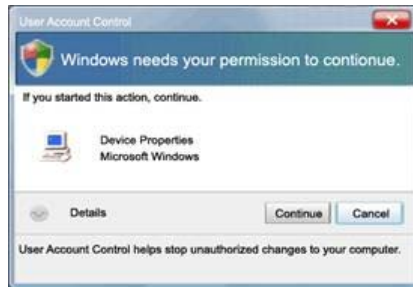 User Account Control
Windows needs your permission to contionue.
If you started this action, continue.
Device Properties
Microsoft Windows
Details
Continue
Cancel
User Account Control helps stop unauthorized changes to your computer.